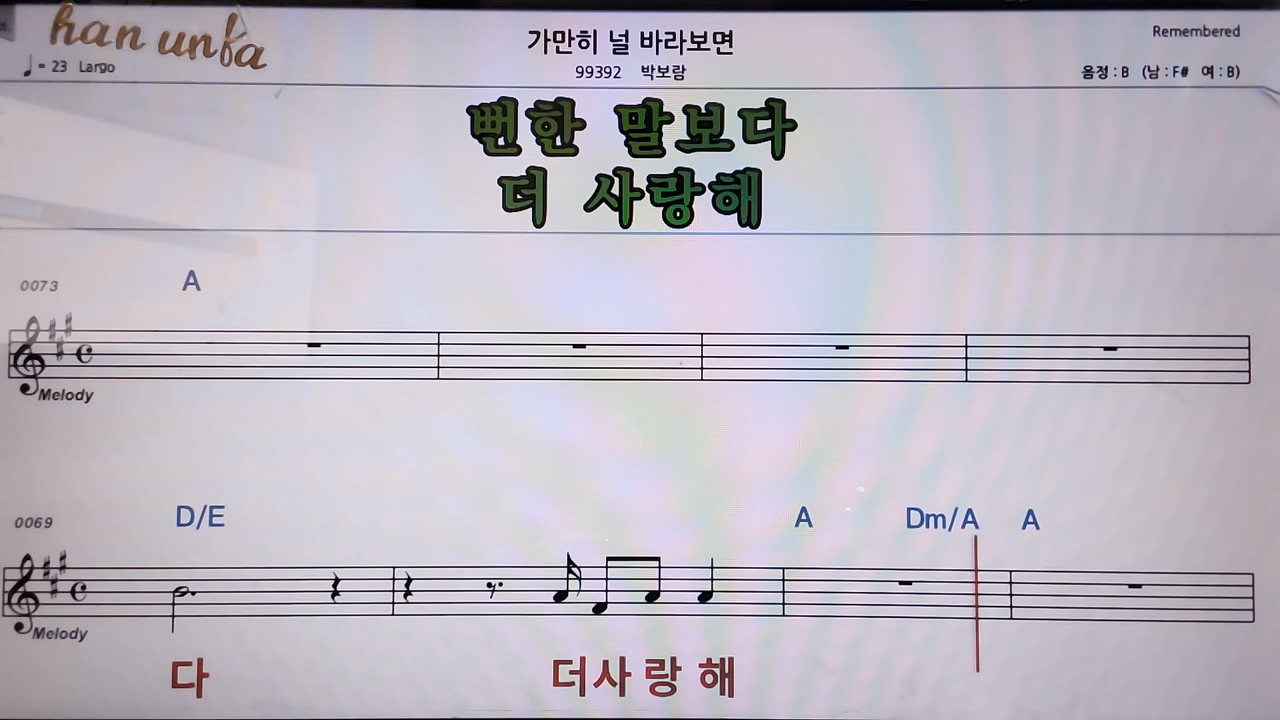 han unfa
가만히 널 바라보면
Remembered
♩ = 23 Largo
99392 박보람
음정 : B (남 : F# 여 : B)
뻔한 말보다
더 사랑해
0073
A
Melody
0069
D/E A Dm/A A
Melody
다 더사 랑 해